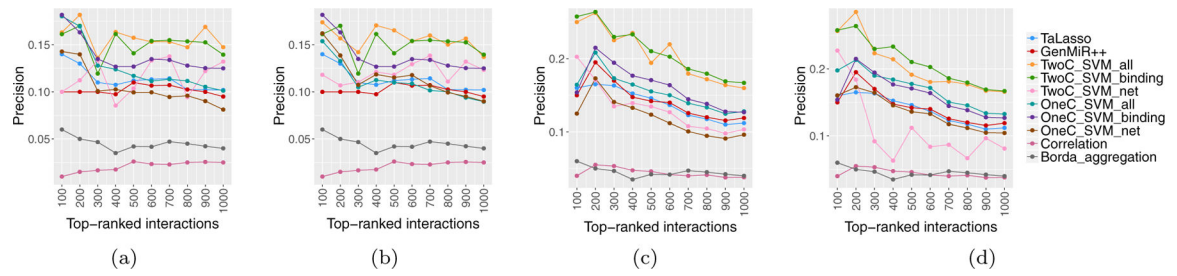 Precision
0.15
0.10
0.05
100
200
300
400
500
600
700
800
900
1000
Top-ranked interactions
(a)
Precision
0.15
0.10
0.05
100
200
300
400
500
600
700
800
900
1000
Top-ranked interactions
(b)
Precision
0.2
0.1
100
200
300
400
500
600
700
800
900
1000
Top-ranked interactions
(c)
Precision
0.2
0.1
100
200
300
400
500
600
700
800
900
1000
Top-ranked interactions
(d)
TaLasso
GenMiR++
TwoC_SVM_all
TwoC_SVM_binding
TwoC_SVM_net
OneC_SVM_all
OneC_SVM_binding
OneC_SVM_net
Correlation
Borda_aggregation